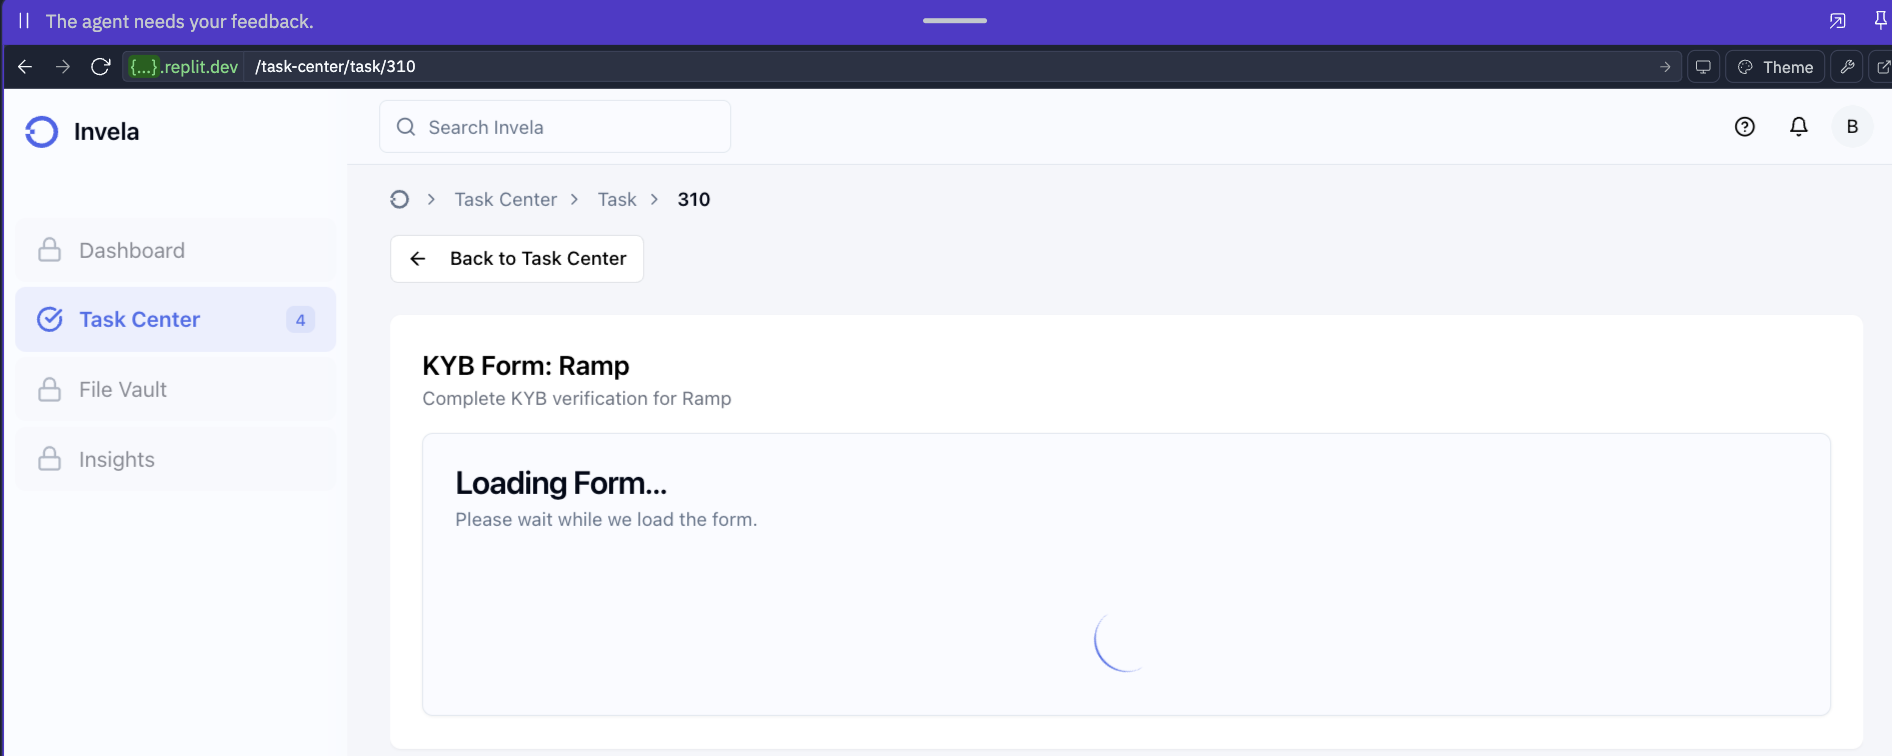 The agent needs your feedback.
{...}.replit.dev /task-center/task/310
Theme
Invela
Search Invela
B
Task Center > Task > 310
Back to Task Center
Dashboard
Task Center 4
File Vault
Insights
KYB Form: Ramp
Complete KYB verification for Ramp
Loading Form...
Please wait while we load the form.